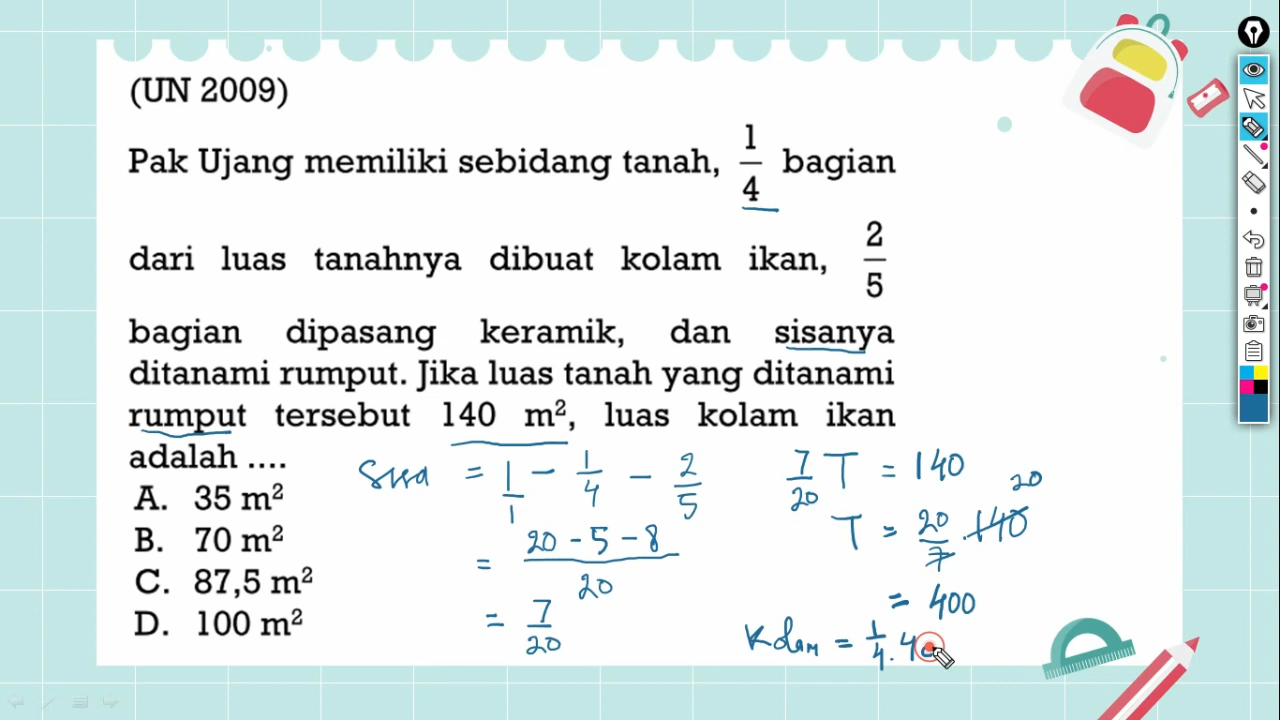 (UN 2009)
Pak Ujang memiliki sebidang tanah, 1/4 bagian
dari luas tanahnya dibuat kolam ikan, 2/5
bagian dipasang keramik, dan sisanya
ditanami rumput. Jika luas tanah yang ditanami
rumput tersebut 140 m², luas kolam ikan
adalah ....
A. 35 m²
B. 70 m²
C. 87,5 m²
D. 100 m²
Sisa = 1/1 - 1/4 - 2/5
= (20 - 5 - 8)/20
= 7/20
7/20 T = 140
20
T = 20/7 . 140
= 400
Kolam = 1/4 . 40